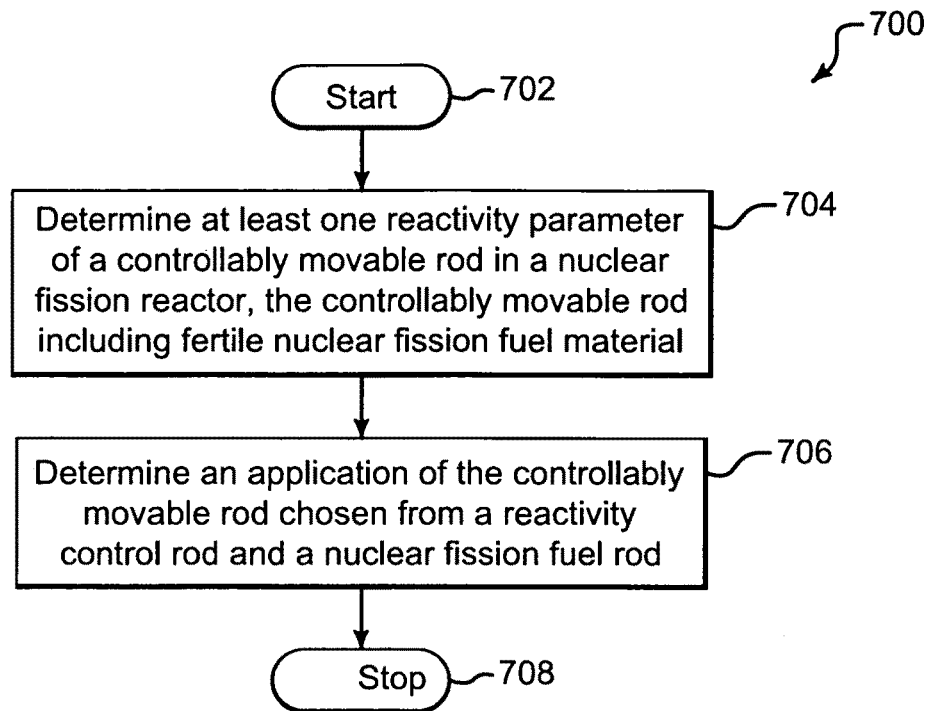 700
Start
702
Determine at least one reactivity parameter
of a controllably movable rod in a nuclear
fission reactor, the controllably movable rod
including fertile nuclear fission fuel material
704
Determine an application of the controllably
movable rod chosen from a reactivity
control rod and a nuclear fission fuel rod
706
Stop
708